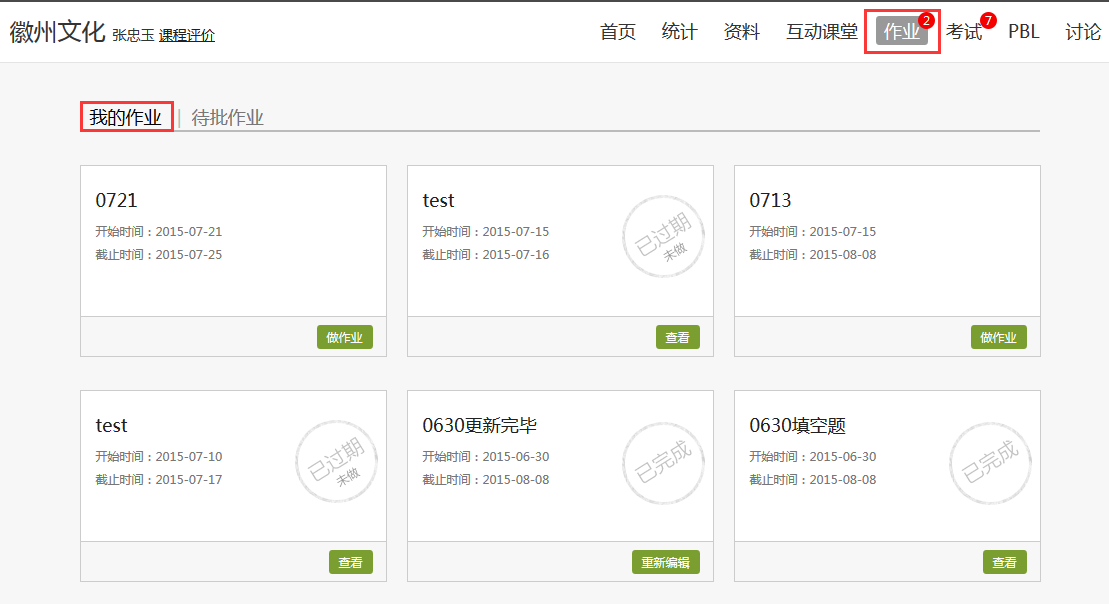 徽州文化 张忠玉 课程评价 首页 统计 资料 互动课堂 作业 2 考试 7 PBL 讨论
我的作业 | 待批作业
0721
开始时间：2015-07-21
截止时间：2015-07-25
做作业
test
开始时间：2015-07-15
截止时间：2015-07-16
已过期
未做
查看
0713
开始时间：2015-07-15
截止时间：2015-08-08
做作业
test
开始时间：2015-07-10
截止时间：2015-07-17
已过期
未做
查看
0630更新完毕
开始时间：2015-06-30
截止时间：2015-08-08
已完成
重新编辑
0630填空题
开始时间：2015-06-30
截止时间：2015-08-08
已完成
查看